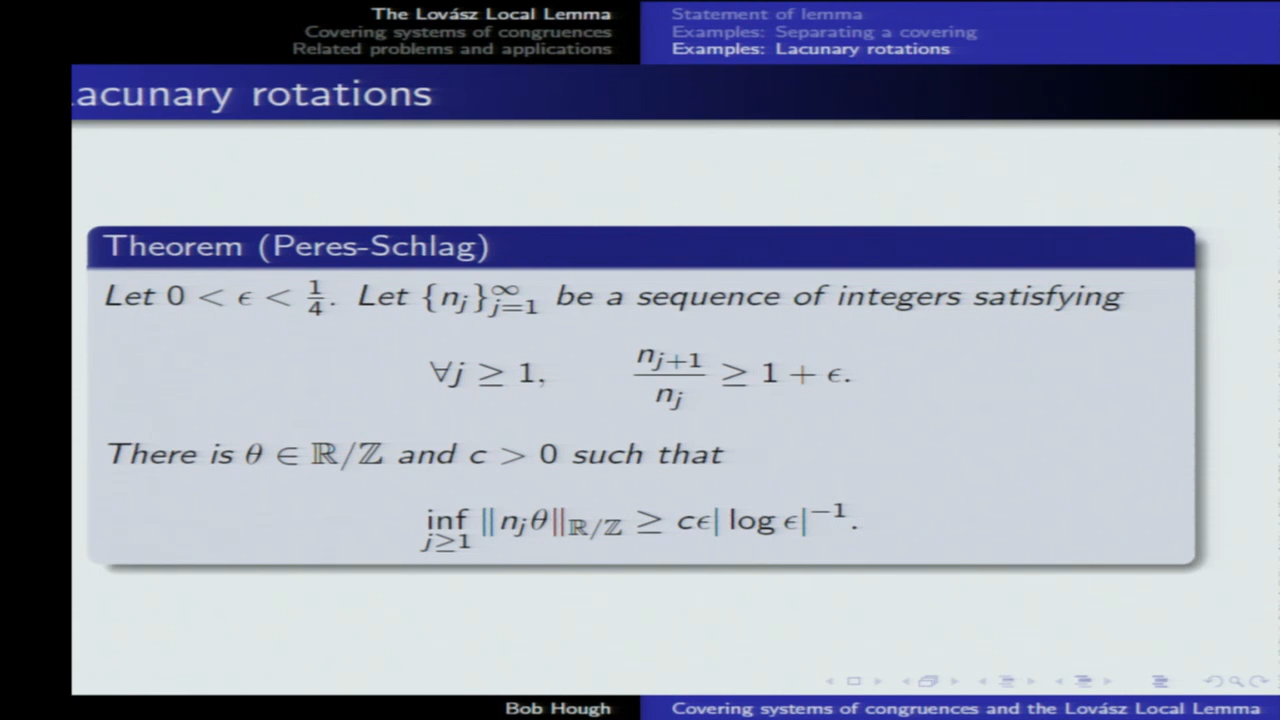 The Lovász Local Lemma
Covering systems of congruences
Related problems and applications
Statement of lemma
Examples: Separating a covering
Examples: Lacunary rotations
acunary rotations
Theorem (Peres-Schlag)
Let 0 < ϵ < 1/4. Let {n_j}_{j=1}^∞ be a sequence of integers satisfying
∀j ≥ 1, n_{j+1}/n_j ≥ 1 + ϵ.
There is θ ∈ ℝ/ℤ and c > 0 such that
inf_{j≥1} ‖n_jθ‖_{ℝ/ℤ} ≥ cϵ| log ϵ|^{-1}.
Bob Hough
Covering systems of congruences and the Lovász Local Lemma